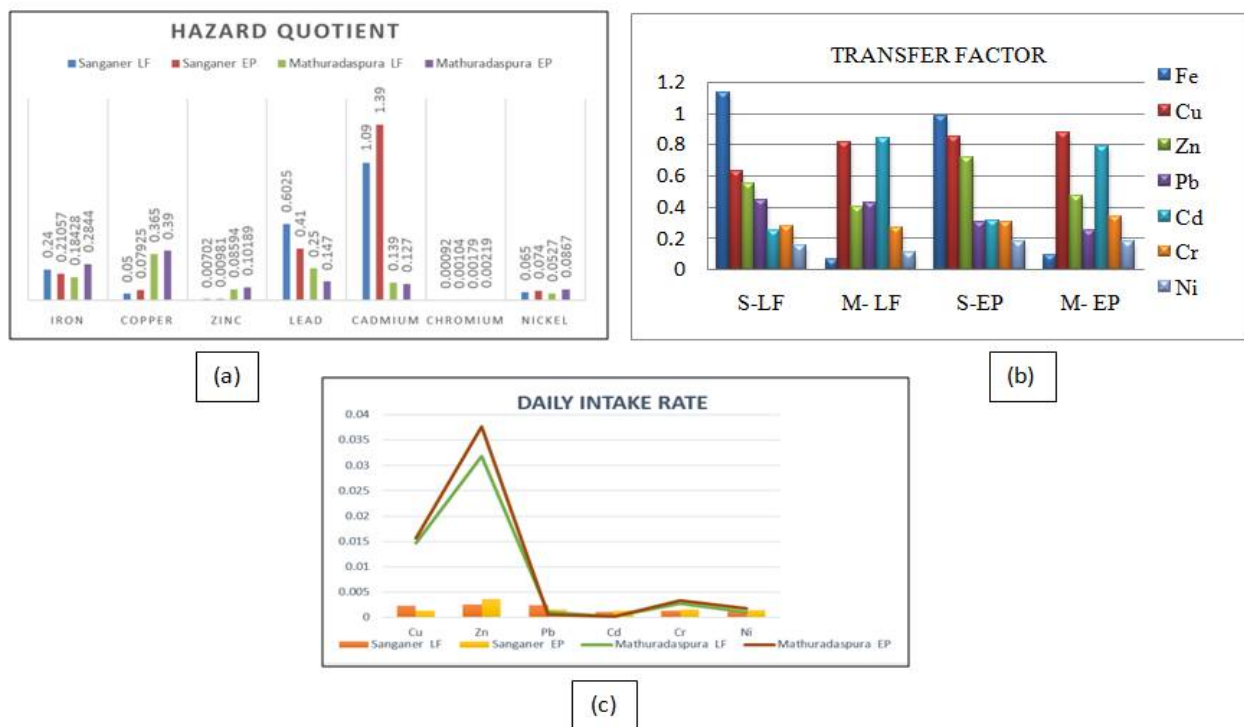 HAZARD QUOTIENT
Sanganer LF Sanganer EP Mathuradaspura LF Mathuradaspura EP
0.24 0.21057 0.18428 0.2844
0.05 0.07925 0.365 0.39
0.00702 0.00981 0.08594 0.10189
0.6025 0.41 0.25 0.147
1.09 1.39 0.139 0.127
0.00092 0.00104 0.00179 0.00219
0.065 0.074 0.0527 0.0867
IRON COPPER ZINC LEAD CADMIUM CHROMIUM NICKEL
(a)
TRANSFER FACTOR
1.2
1
0.8
0.6
0.4
0.2
0
S-LF M- LF S-EP M- EP
Fe
Cu
Zn
Pb
Cd
Cr
Ni
(b)
DAILY INTAKE RATE
0.04
0.035
0.03
0.025
0.02
0.015
0.01
0.005
0
Cu Zn Pb Cd Cr Ni
Sanganer LF Sanganer EP Mathuradaspura LF Mathuradaspura EP
(c)